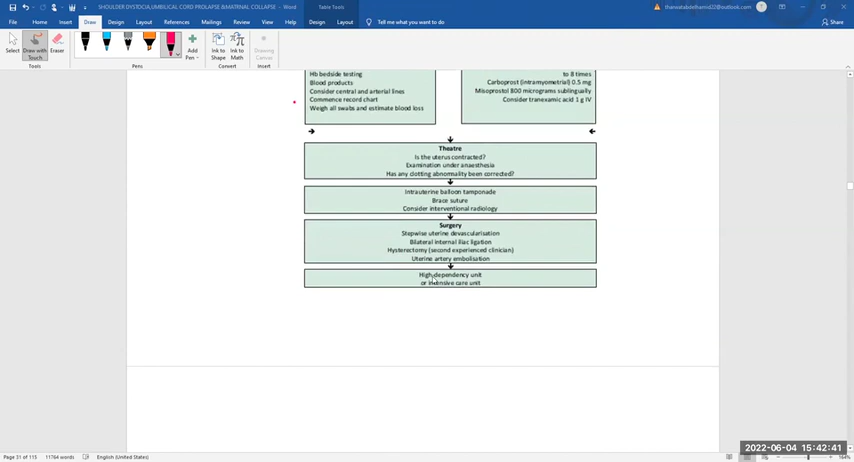 SHOULDER DYSTOCIA,UMBILICAL CORD PROLAPSE &MATRNAL COLLAPSE - Word
Table Tools
tharwatabdelhamid22@outlook.com
File Home Insert Draw Design Layout References Mailings Review View Help Design Layout Tell me what you want to do
Share
Select
Draw with Touch
Eraser
Add Pen
Ink to Shape
Ink to Math
Drawing Canvas
Tools
Pens
Convert
Insert
Hb bedside testing
Blood products
Consider central and arterial lines
Commence record chart
Weigh all swabs and estimate blood loss
to 8 times
Carboprost (intramyometrial) 0.5 mg
Misoprostol 800 micrograms sublingually
Consider tranexamic acid 1 g IV
Theatre
Is the uterus contracted?
Examination under anaesthesia
Has any clotting abnormality been corrected?
Intrauterine balloon tamponade
Brace suture
Consider interventional radiology
Surgery
Stepwise uterine devascularisation
Bilateral internal iliac ligation
Hysterectomy (second experienced clinician)
Uterine artery embolisation
High dependency unit
or intensive care unit
2022-06-04 15:42:41
Page 31 of 115 11764 words English (United States)
164%